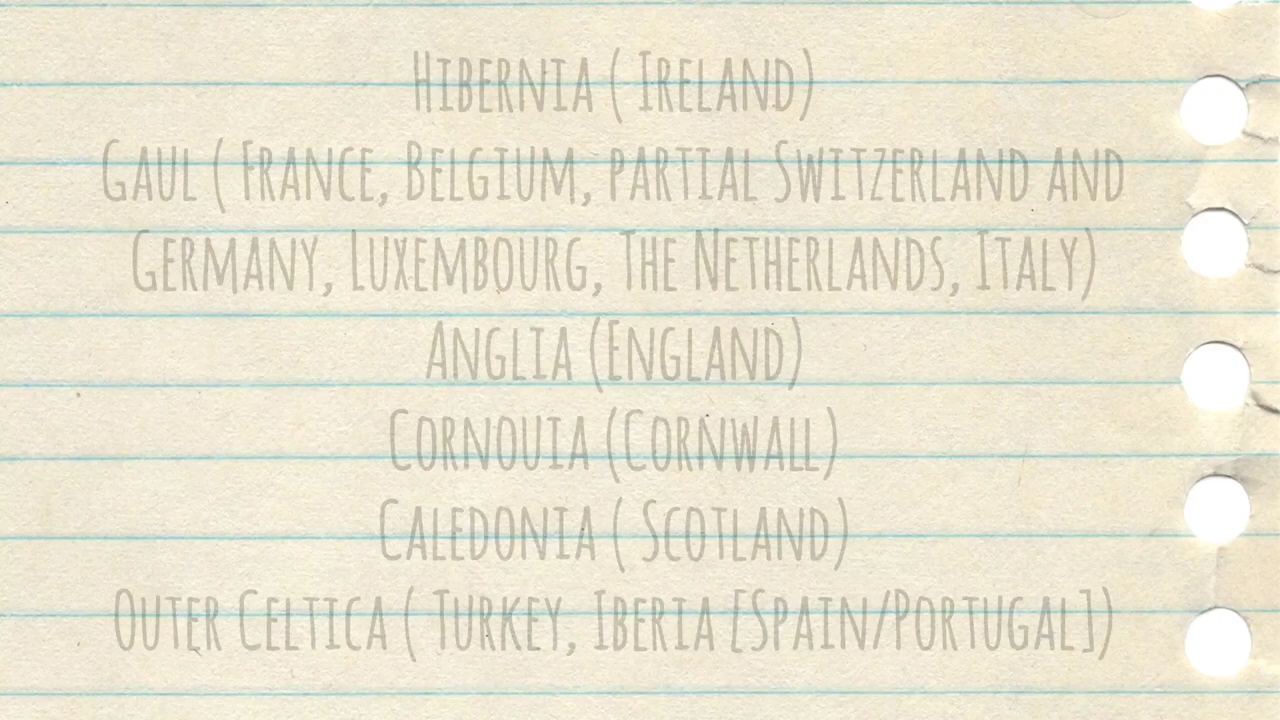 Hibernia ( Ireland)
Gaul ( France, Belgium, partial Switzerland and
Germany, Luxembourg, The Netherlands, Italy)
Anglia (England)
Cornouia (Cornwall)
Caledonia ( Scotland)
Outer Celtica ( Turkey, Iberia [Spain/Portugal])